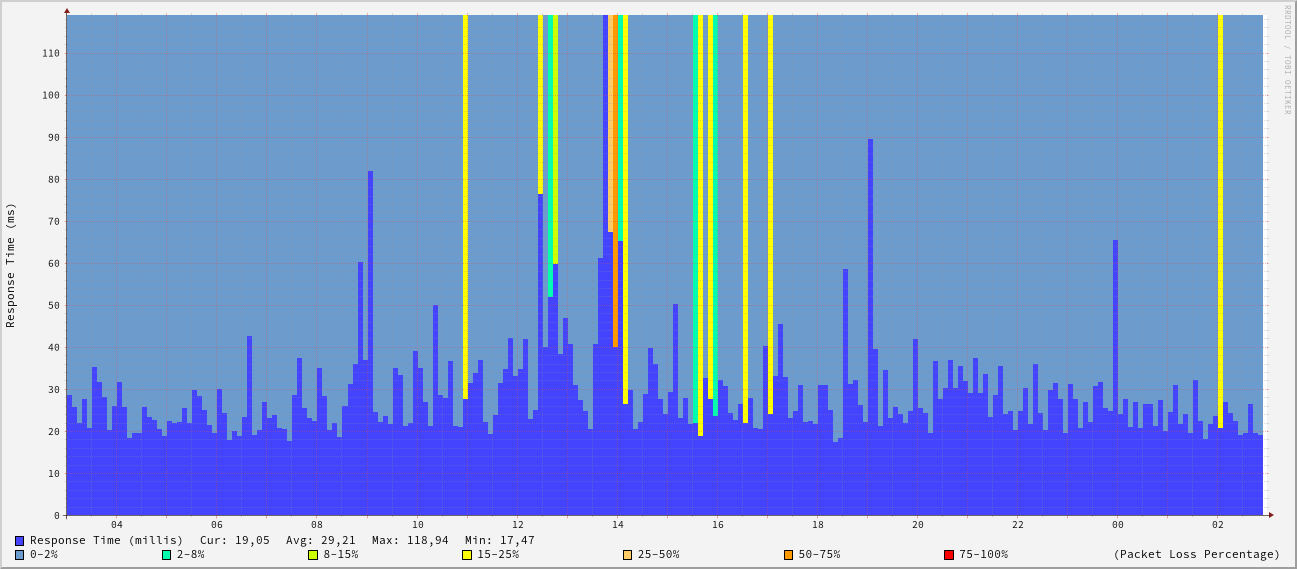 RRDTOOL / TOBI OETIKER
Response Time (ms)
110
100
90
80
70
60
50
40
30
20
10
0
04 06 08 10 12 14 16 18 20 22 00 02
Response Time (millis) Cur: 19,05 Avg: 29,21 Max: 118,94 Min: 17,47
0-2% 2-8% 8-15% 15-25% 25-50% 50-75% 75-100% (Packet Loss Percentage)